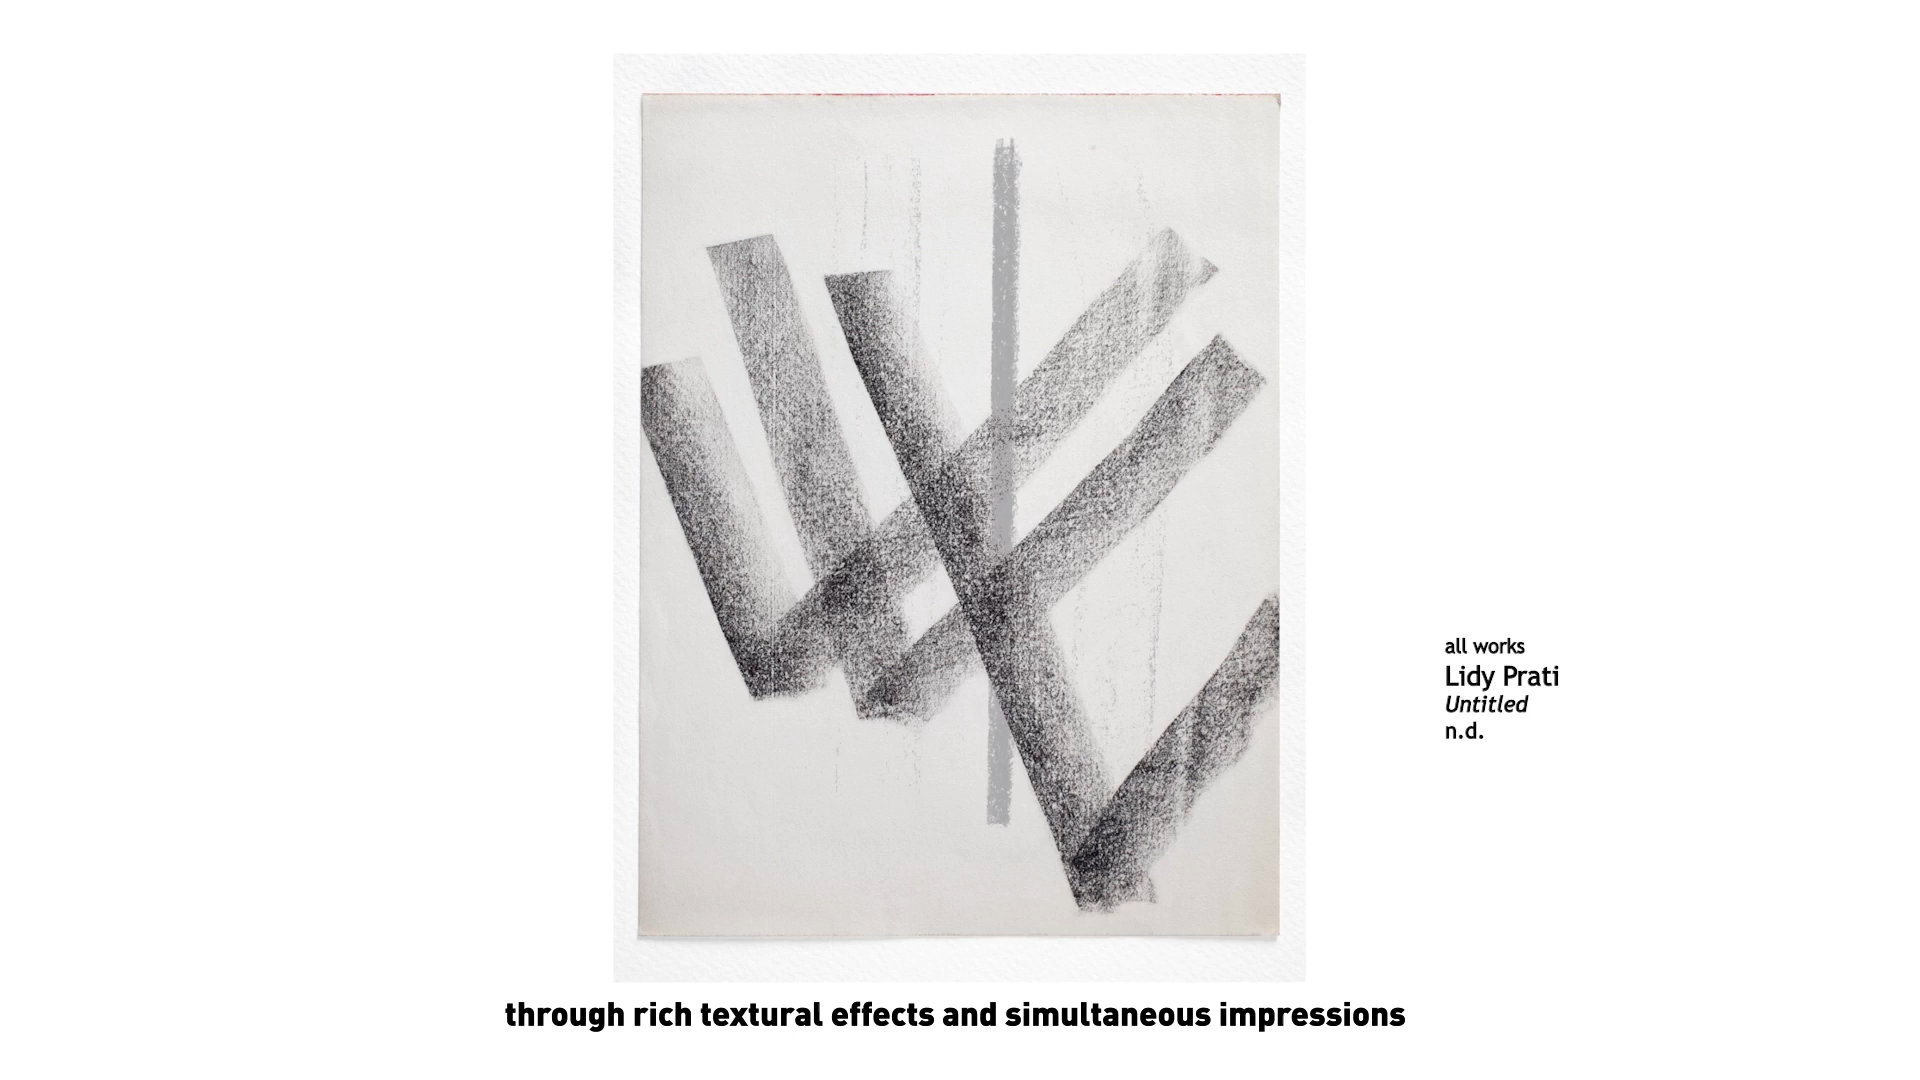 all works
Lidy Prati
Untitled
n.d.
through rich textural effects and simultaneous impressions